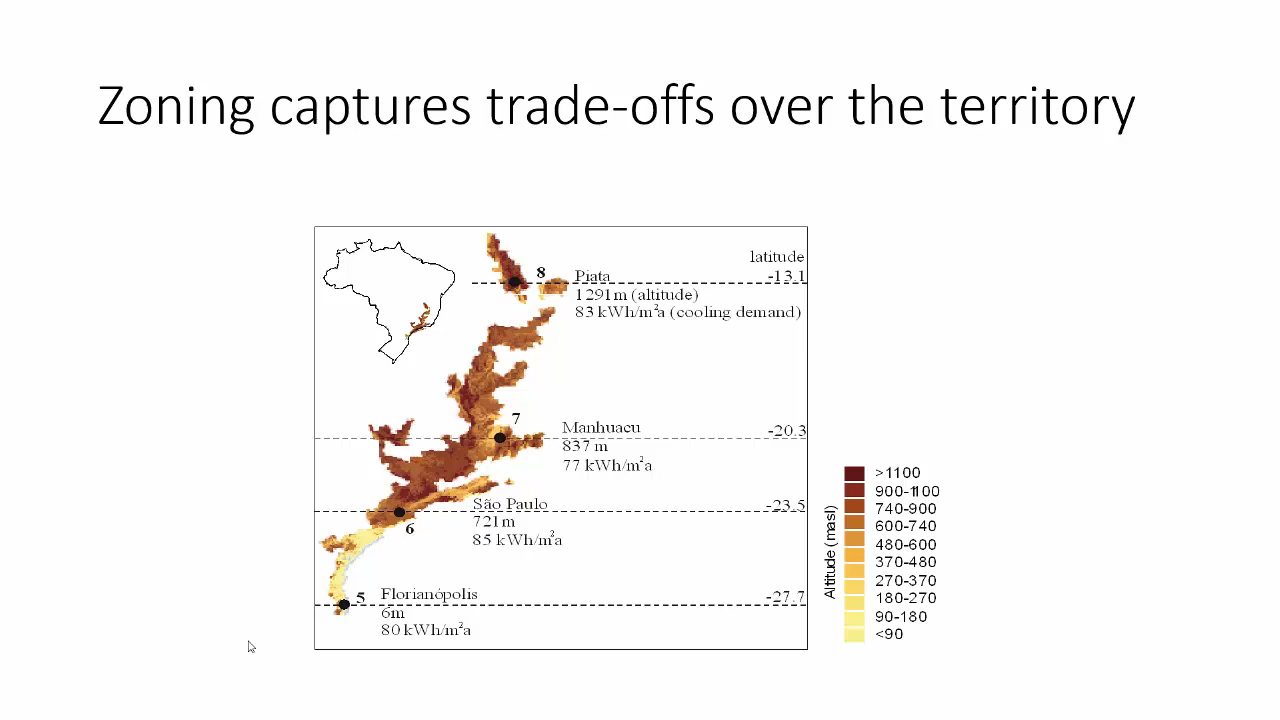 Zoning captures trade-offs over the territory
latitude
8
Piata
-13.1
1291m (altitude)
83 kWh/m²a (cooling demand)
7
Manhuacu
-20.3
837 m
77 kWh/m²a
São Paulo
-23.5
721m
6
85 kWh/m²a
5
Florianópolis
-27.7
6m
80 kWh/m²a
Altitude (masl)
>1100
900-1100
740-900
600-740
480-600
370-480
270-370
180-270
90-180
<90